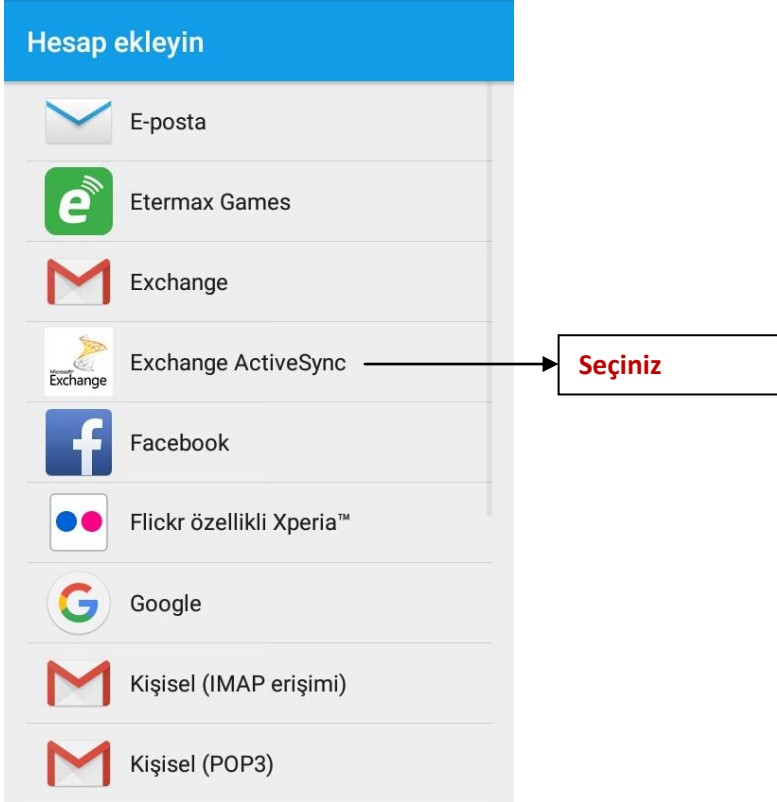 Hesap ekleyin
E-posta
e
Etermax Games
Exchange
Microsoft
Exchange
Exchange ActiveSync
Seçiniz
f
Facebook
Flickr özellikli Xperia™
G
Google
Kişisel (IMAP erişimi)
Kişisel (POP3)